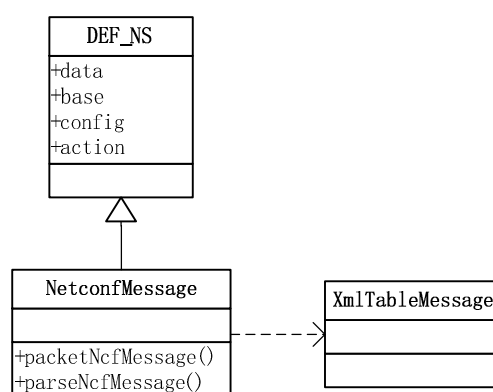 DEF_NS
+data
+base
+config
+action
NetconfMessage
XmlTableMessage
+packetNcfMessage()
+parseNcfMessage()